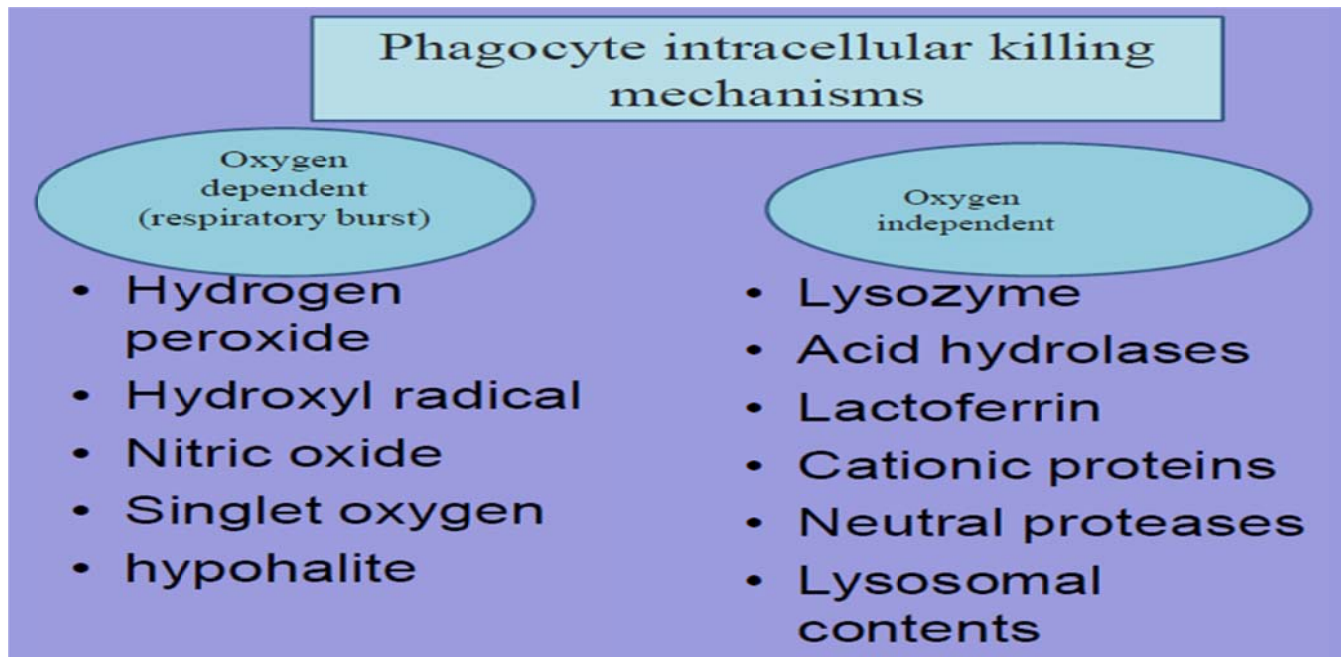 Phagocyte intracellular killing
mechanisms
Oxygen
dependent
(respiratory burst)
• Hydrogen
peroxide
• Hydroxyl radical
• Nitric oxide
• Singlet oxygen
• hypohalite
Oxygen
independent
• Lysozyme
• Acid hydrolases
• Lactoferrin
• Cationic proteins
• Neutral proteases
• Lysosomal
contents